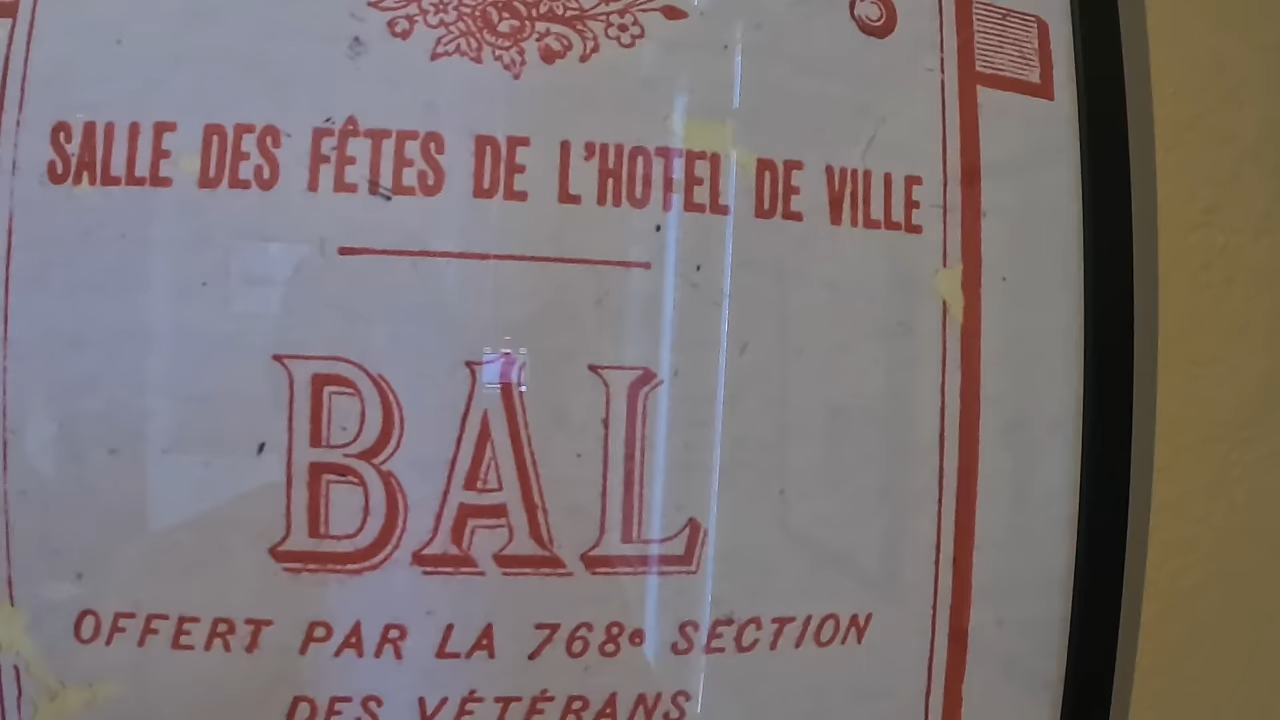 SALLE DES FÊTES DE L'HOTEL DE VILLE
BAL
OFFERT PAR LA 768e SECTION
DES VÉTÉRANS